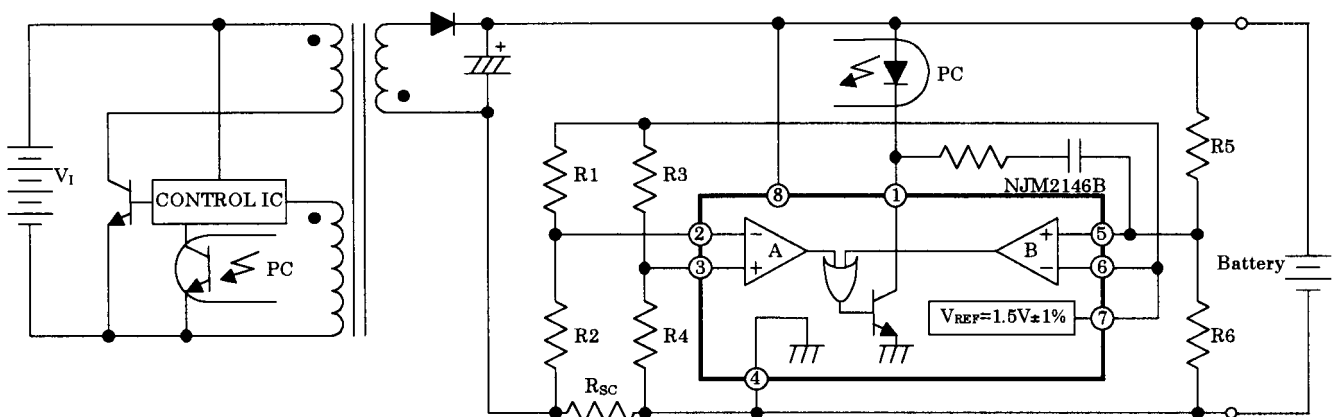 +
PC
R5
R1
R3
V_I
NJM2146B
CONTROL IC
8
1
2
−
A
+
5
3
+
B
−
6
Battery
PC
V_REF=1.5V±1%
7
R2
R4
R6
R_SC
4